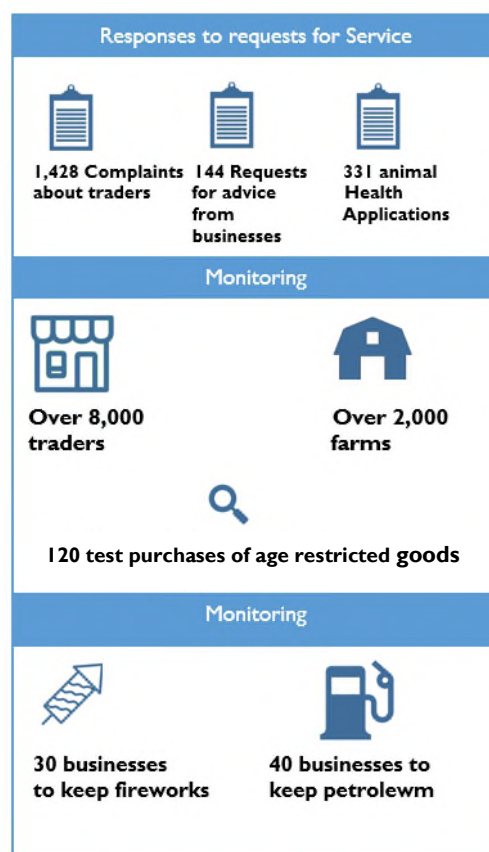 Responses to requests for Service
1,428 Complaints
about traders
144 Requests
for advice
from
businesses
331 animal
Health
Applications
Monitoring
Over 8,000
traders
Over 2,000
farms
120 test purchases of age restricted goods
Monitoring
30 businesses
to keep fireworks
40 businesses to
keep petrolewm